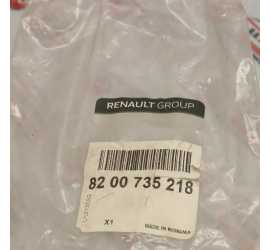 RENAULT GROUP
82 00 735 218
X1
MADE IN ROMANIA